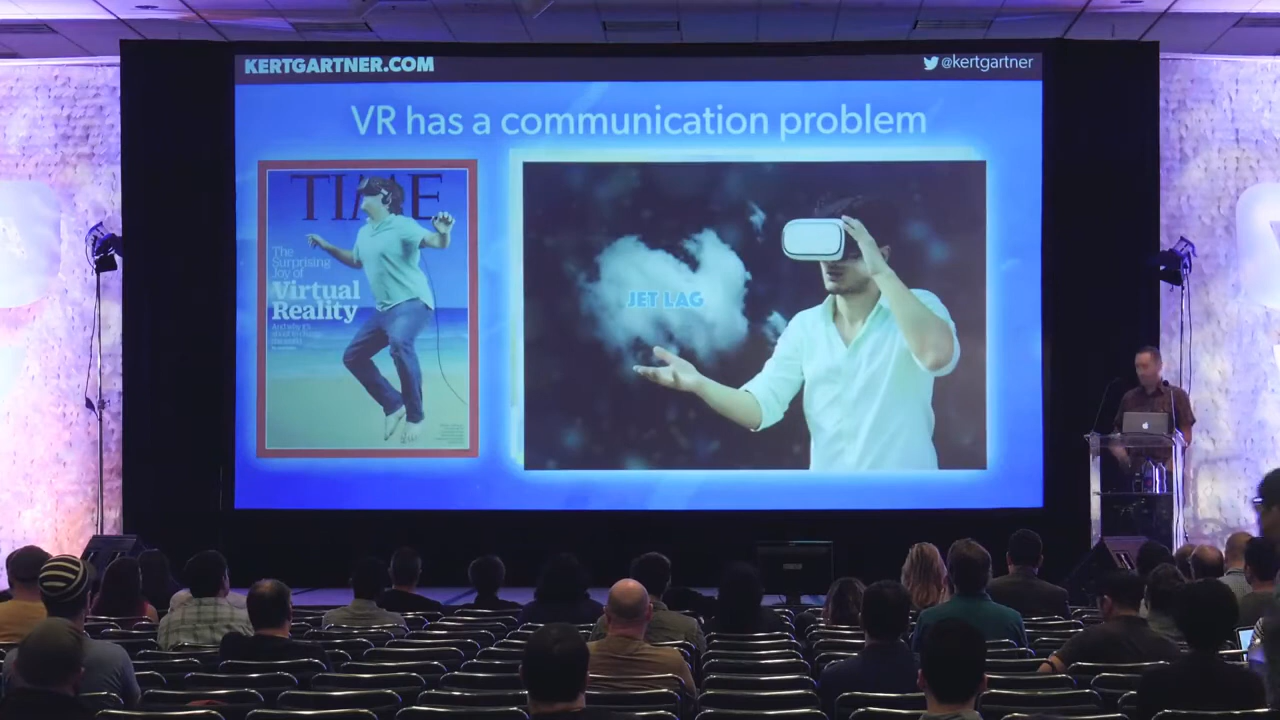 KERTGARTNER.COM
@kertgartner
VR has a communication problem
TIME
The
Surprising
Joy of
Virtual
Reality
JET LAG